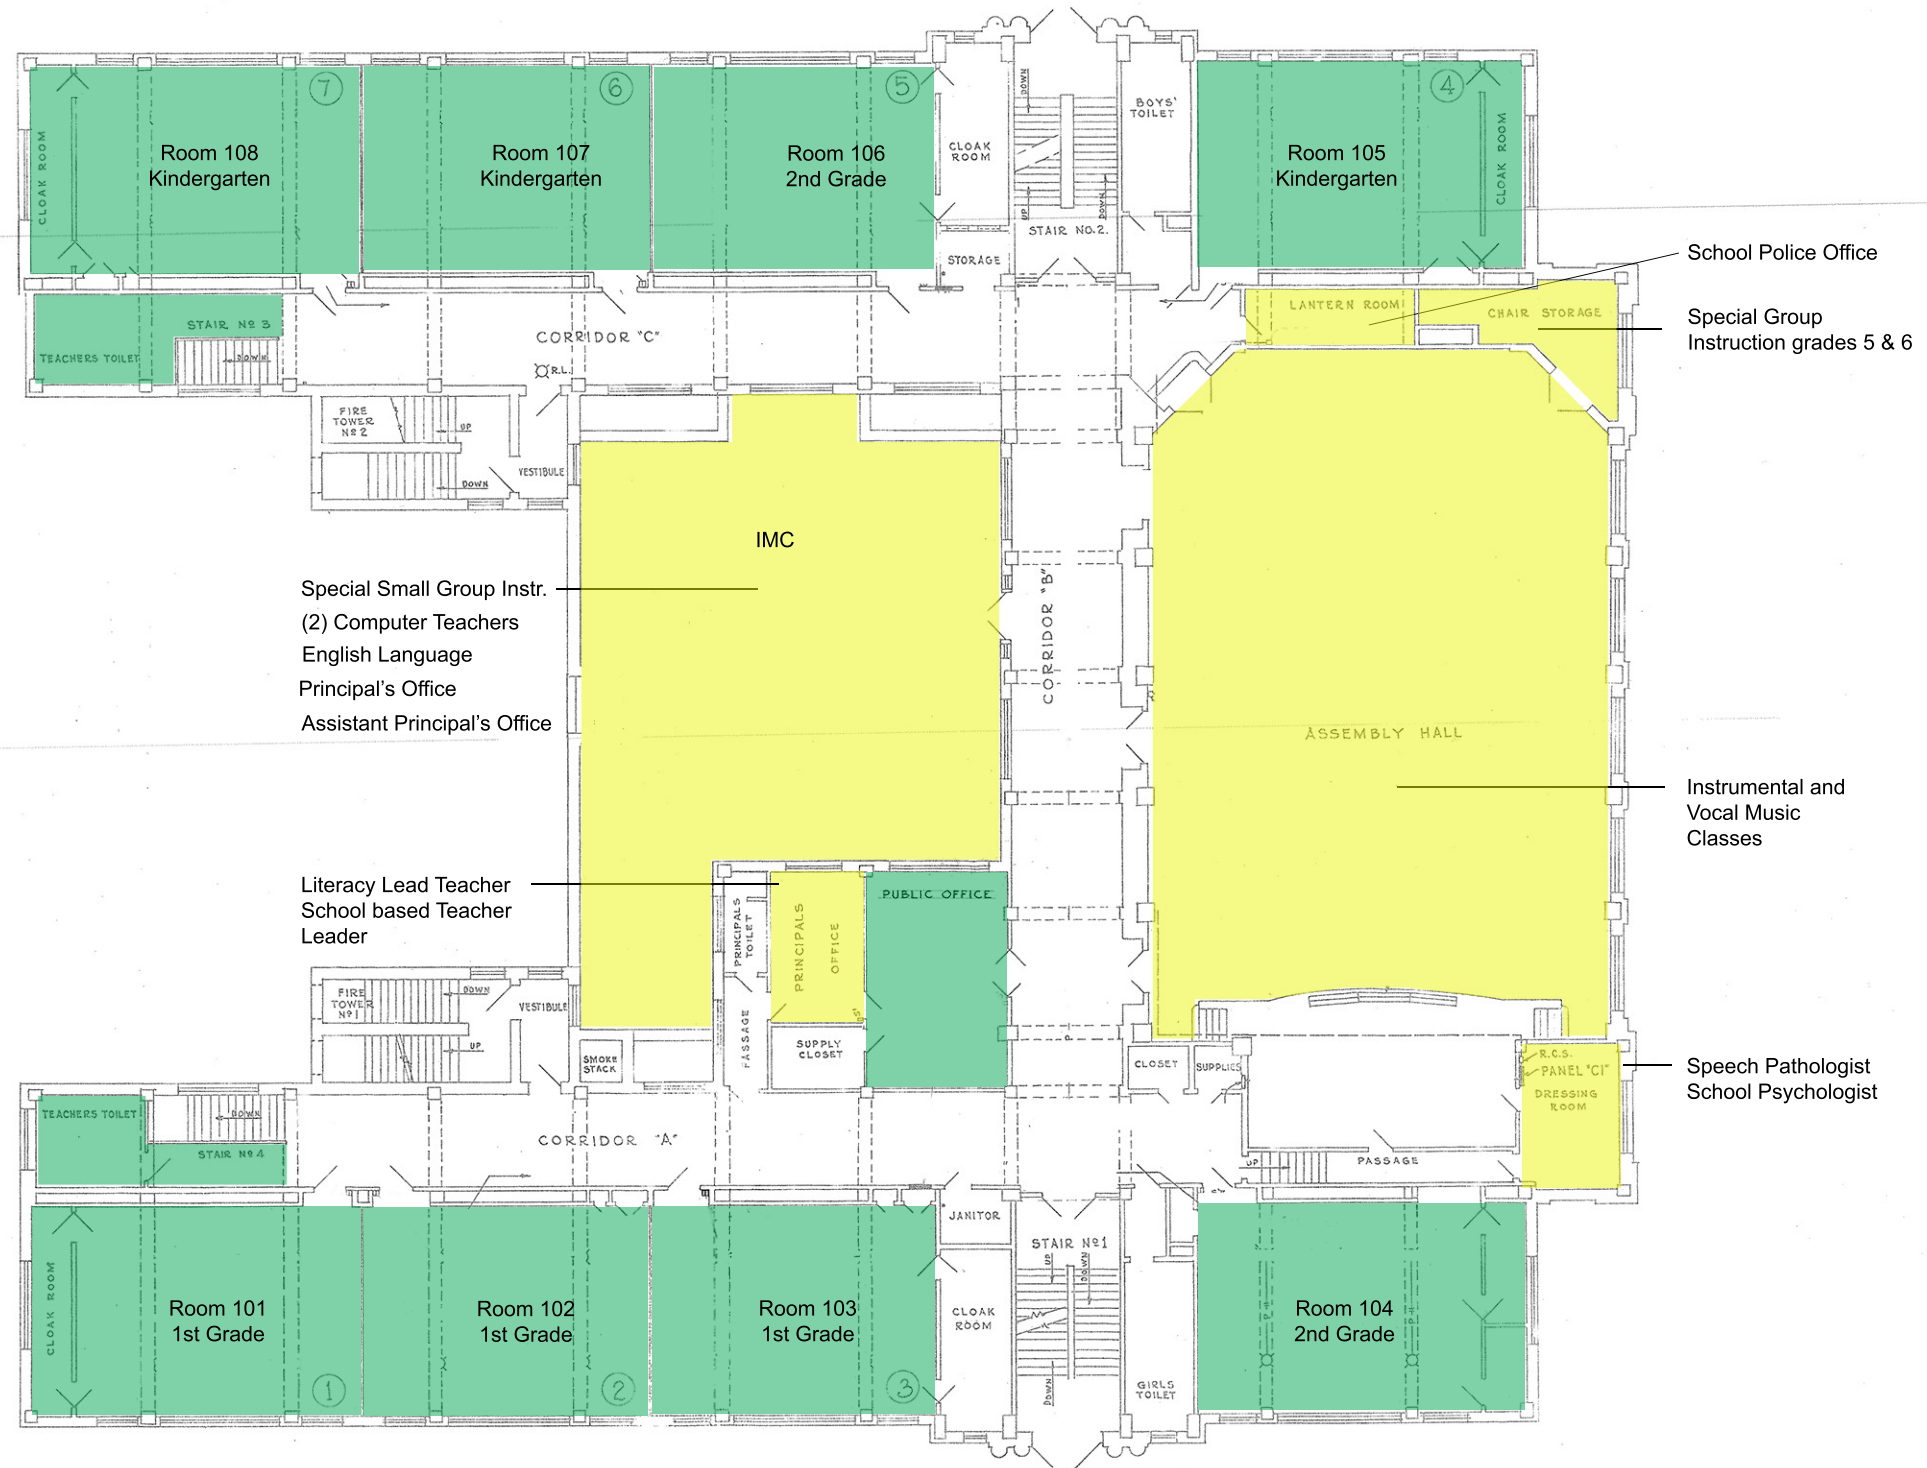 7
6
5
4
CLOAK ROOM
Room 108
Kindergarten
Room 107
Kindergarten
Room 106
2nd Grade
CLOAK
ROOM
DOWN
UP
DOWN
BOYS'
TOILET
Room 105
Kindergarten
CLOAK ROOM
STAIR NO.2.
STORAGE
School Police Office
STAIR No 3
TEACHERS TOILET
DOWN
CORRIDOR "C"
R.L.
LANTERN ROOM
CHAIR STORAGE
Special Group
Instruction grades 5 & 6
FIRE
TOWER
No 2
UP
DOWN
VESTIBULE
IMC
Special Small Group Instr.
(2) Computer Teachers
English Language
Principal's Office
Assistant Principal's Office
CORRIDOR "B"
ASSEMBLY HALL
Instrumental and
Vocal Music
Classes
Literacy Lead Teacher
School based Teacher
Leader
PRINCIPALS
TOILET
PRINCIPALS
OFFICE
PUBLIC OFFICE
FIRE
TOWER
No 1
DOWN
UP
VESTIBULE
SMOKE
STACK
PASSAGE
SUPPLY
CLOSET
CLOSET
SUPPLIES
R.C.S.
PANEL "C1"
DRESSING
ROOM
Speech Pathologist
School Psychologist
TEACHERS TOILET
DOWN
STAIR No 4
CORRIDOR "A"
UP
PASSAGE
JANITOR
STAIR No 1
UP
DOWN
CLOAK ROOM
Room 101
1st Grade
Room 102
1st Grade
Room 103
1st Grade
CLOAK
ROOM
DOWN
GIRLS
TOILET
Room 104
2nd Grade
1
2
3